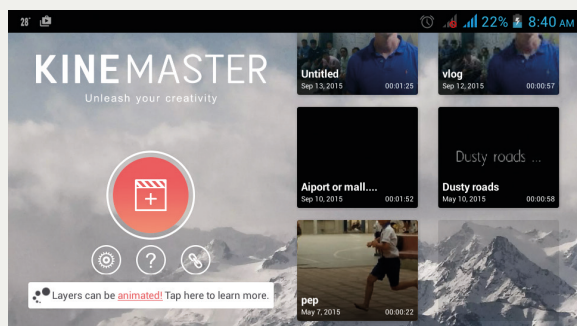 28°
22%
8:40 AM
KINEMASTER
Unleash your creativity
Layers can be animated! Tap here to learn more.
Untitled
Sep 13, 2015 00:01:25
vlog
Sep 12, 2015 00:00:57
Aiport or mall....
Sep 10, 2015 00:01:52
Dusty roads ...
Dusty roads
May 10, 2015 00:00:58
pep
May 7, 2015 00:00:22